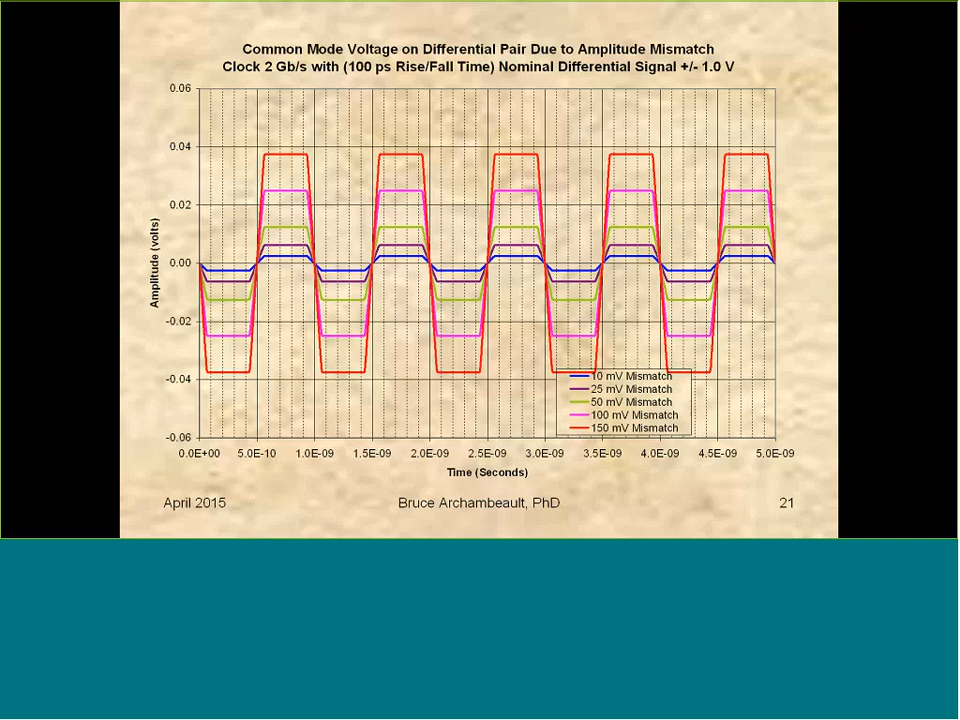 Common Mode Voltage on Differential Pair Due to Amplitude Mismatch
Clock 2 Gb/s with (100 ps Rise/Fall Time) Nominal Differential Signal +/- 1.0 V
0.06
0.04
0.02
0.00
-0.02
-0.04
-0.06
Amplitude (volts)
10 mV Mismatch
25 mV Mismatch
50 mV Mismatch
100 mV Mismatch
150 mV Mismatch
0.0E+00 5.0E-10 1.0E-09 1.5E-09 2.0E-09 2.5E-09 3.0E-09 3.5E-09 4.0E-09 4.5E-09 5.0E-09
Time (Seconds)
April 2015 Bruce Archambeault, PhD 21